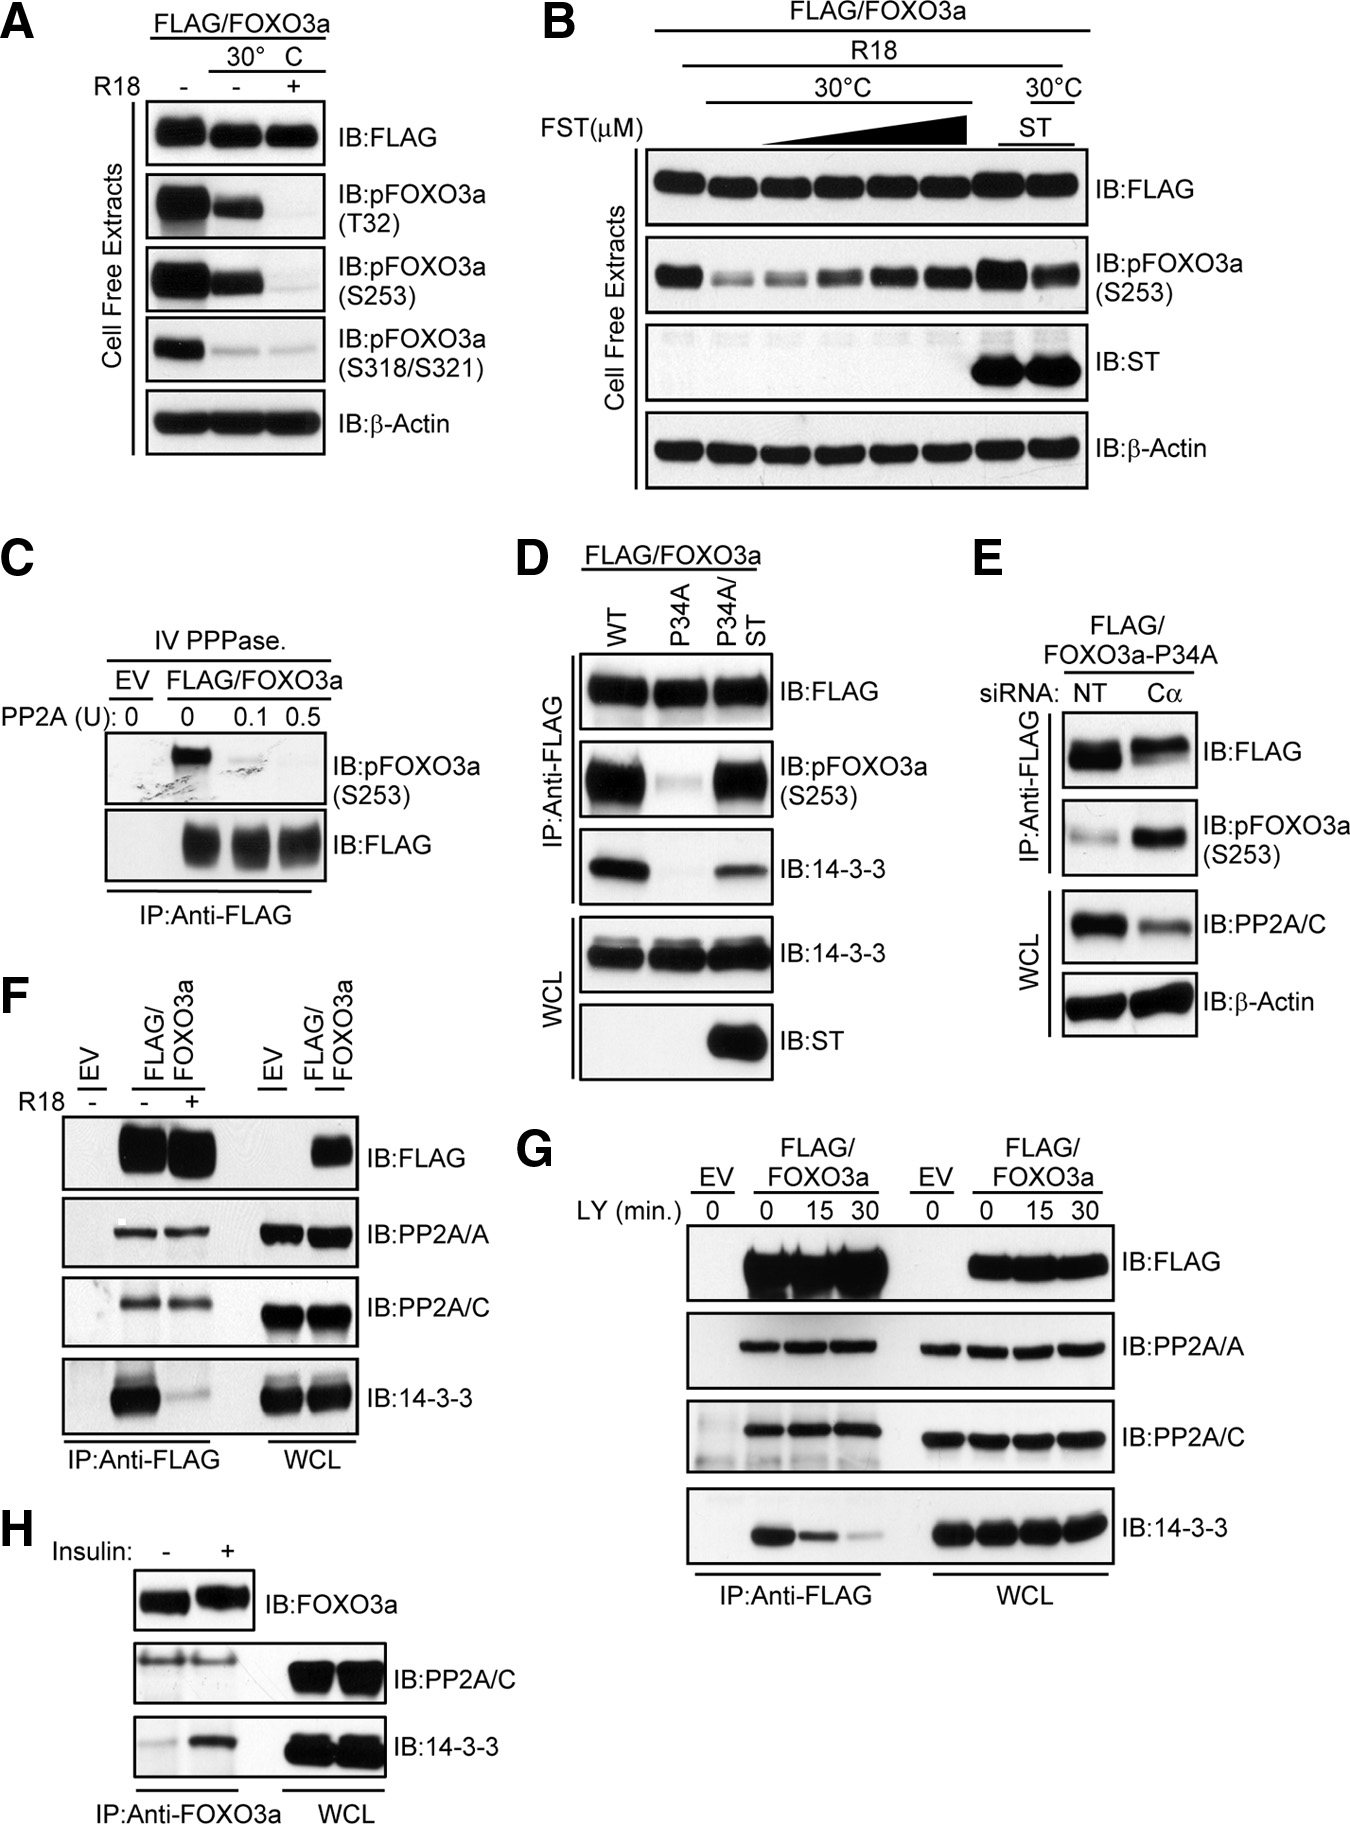 A
FLAG/FOXO3a
30° C
R18 - - +
Cell Free Extracts
IB:FLAG
IB:pFOXO3a
(T32)
IB:pFOXO3a
(S253)
IB:pFOXO3a
(S318/S321)
IB:β-Actin
B
FLAG/FOXO3a
R18
30°C 30°C
FST(µM) ST
Cell Free Extracts
IB:FLAG
IB:pFOXO3a
(S253)
IB:ST
IB:β-Actin
C
IV PPPase.
EV FLAG/FOXO3a
PP2A (U): 0 0 0.1 0.5
IB:pFOXO3a
(S253)
IB:FLAG
IP:Anti-FLAG
D
FLAG/FOXO3a
WT
P34A
P34A/
ST
IP:Anti-FLAG
IB:FLAG
IB:pFOXO3a
(S253)
IB:14-3-3
WCL
IB:14-3-3
IB:ST
E
FLAG/
FOXO3a-P34A
siRNA: NT Cα
IP:Anti-FLAG
IB:FLAG
IB:pFOXO3a
(S253)
WCL
IB:PP2A/C
IB:β-Actin
F
EV
FLAG/
FOXO3a
EV
FLAG/
FOXO3a
R18 - - +
IB:FLAG
IB:PP2A/A
IB:PP2A/C
IB:14-3-3
IP:Anti-FLAG WCL
G
FLAG/ FLAG/
EV FOXO3a EV FOXO3a
LY (min.) 0 0 15 30 0 0 15 30
IB:FLAG
IB:PP2A/A
IB:PP2A/C
IB:14-3-3
IP:Anti-FLAG WCL
H
Insulin: - +
IB:FOXO3a
IB:PP2A/C
IB:14-3-3
IP:Anti-FOXO3a WCL